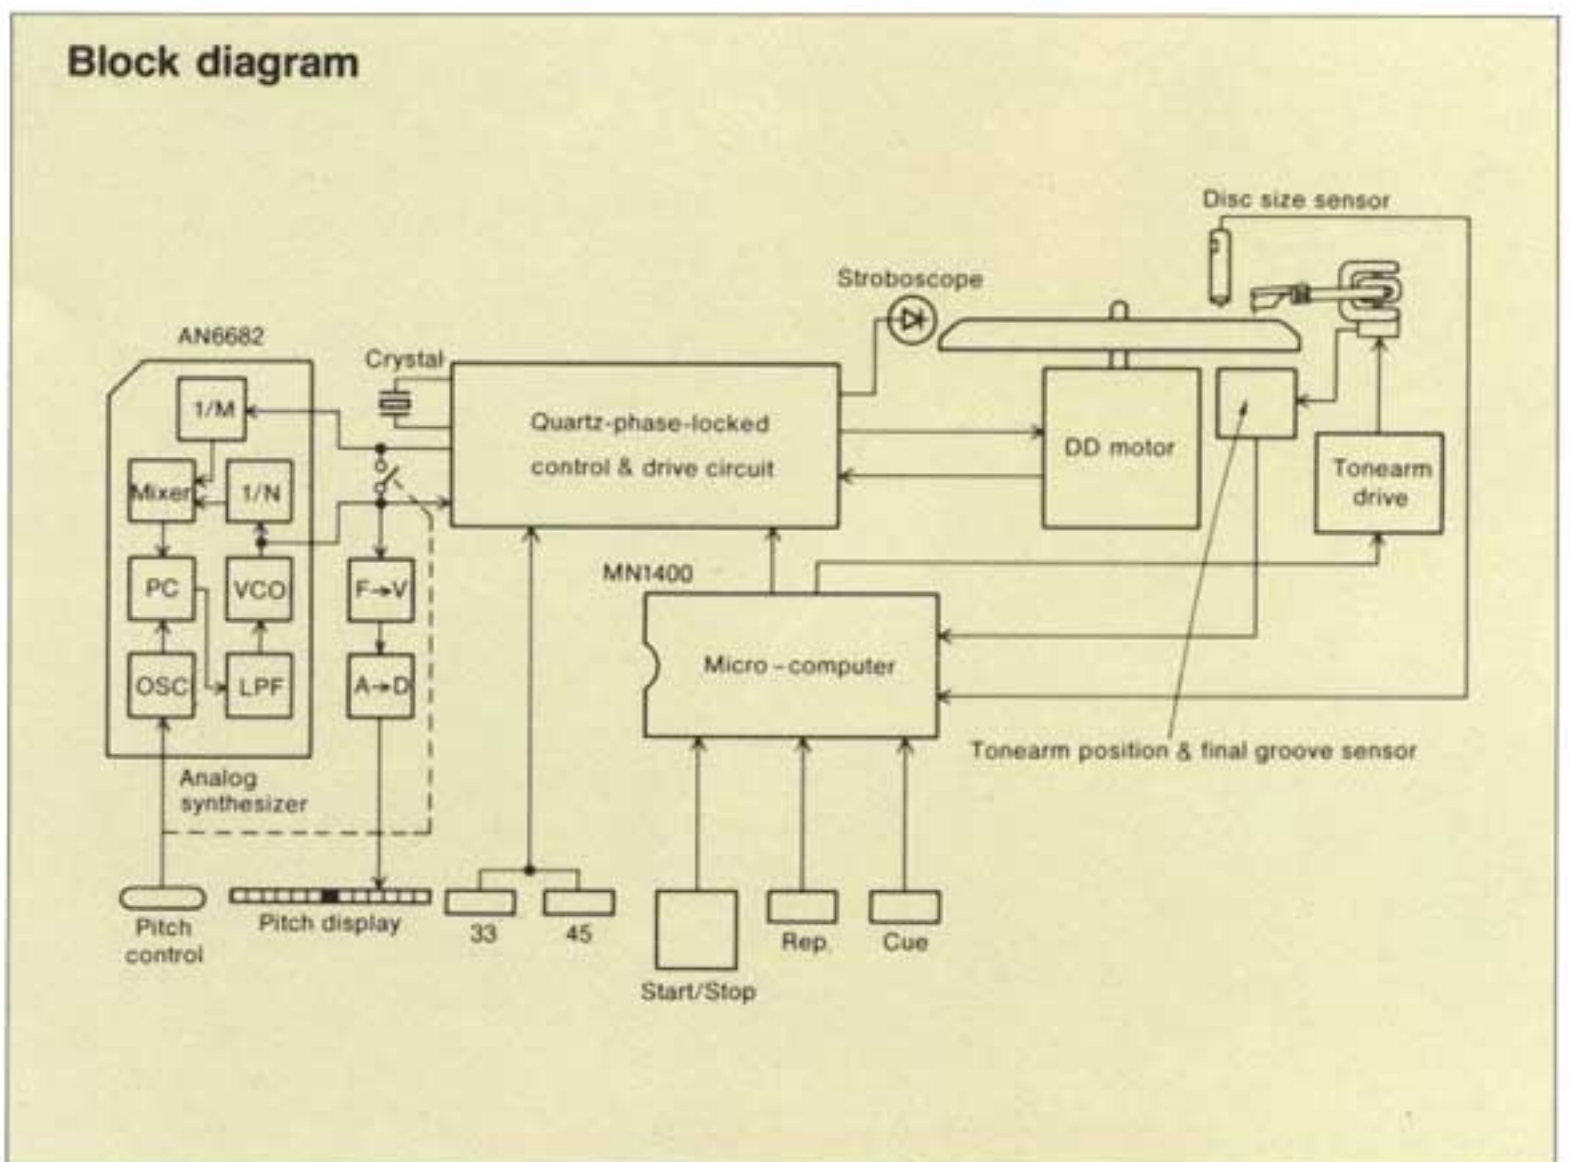 Block diagram
Disc size sensor
Stroboscope
AN6682
Crystal
1/M
Quartz-phase-locked
control & drive circuit
DD motor
Tonearm
drive
Mixer
1/N
MN1400
PC
VCO
F→V
Micro-computer
OSC
LPF
A→D
Tonearm position & final groove sensor
Analog
synthesizer
Pitch
control
Pitch display
33
45
Rep.
Cue
Start/Stop